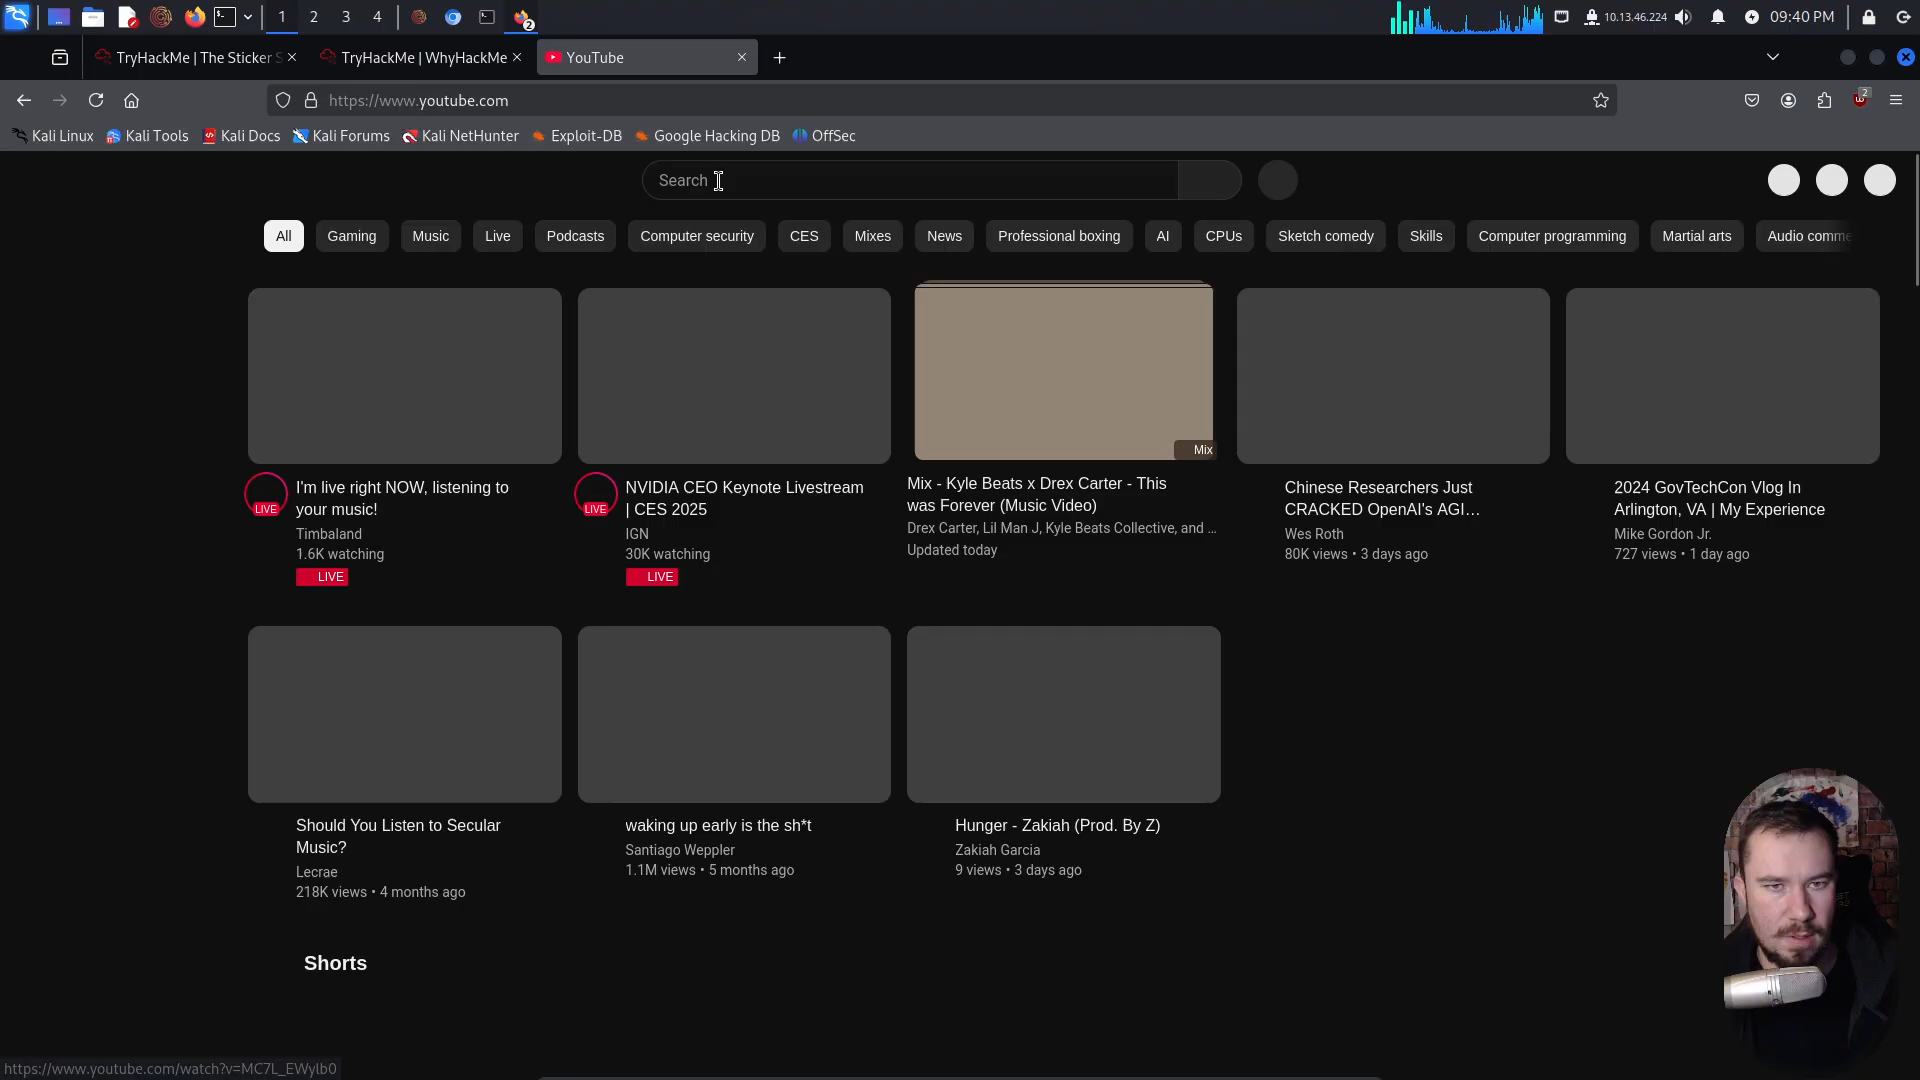 1 2 3 4 2 10.13.46.224 09:40 PM
TryHackMe | The Sticker S TryHackMe | WhyHackMe YouTube
https://www.youtube.com 2
Kali Linux Kali Tools Kali Docs Kali Forums Kali NetHunter Exploit-DB Google Hacking DB OffSec
Search
All Gaming Music Live Podcasts Computer security CES Mixes News Professional boxing AI CPUs Sketch comedy Skills Computer programming Martial arts Audio comme
Mix
LIVE
I'm live right NOW, listening to
your music!
Timbaland
1.6K watching
LIVE
LIVE
NVIDIA CEO Keynote Livestream
| CES 2025
IGN
30K watching
LIVE
Mix - Kyle Beats x Drex Carter - This
was Forever (Music Video)
Drex Carter, Lil Man J, Kyle Beats Collective, and ...
Updated today
Chinese Researchers Just
CRACKED OpenAI's AGI...
Wes Roth
80K views • 3 days ago
2024 GovTechCon Vlog In
Arlington, VA | My Experience
Mike Gordon Jr.
727 views • 1 day ago
Should You Listen to Secular
Music?
Lecrae
218K views • 4 months ago
waking up early is the sh*t
Santiago Weppler
1.1M views • 5 months ago
Hunger - Zakiah (Prod. By Z)
Zakiah Garcia
9 views • 3 days ago
Shorts
https://www.youtube.com/watch?v=MC7L_EWylb0